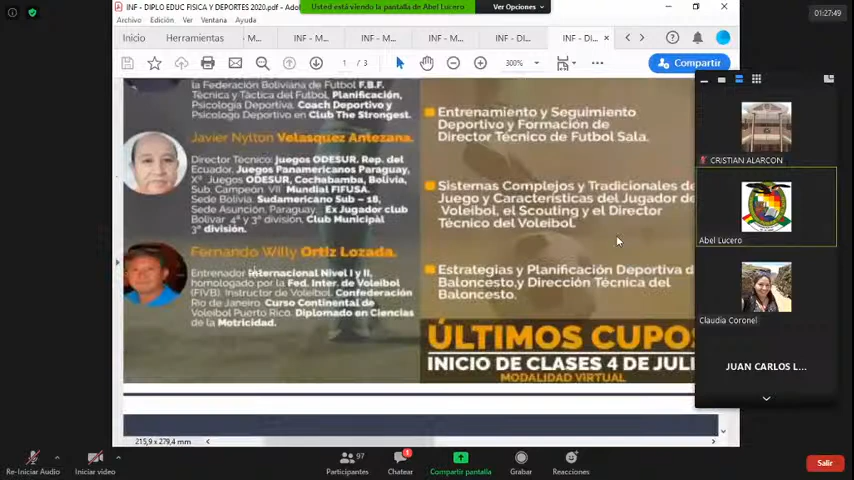 INF - DIPLO EDUC FISICA Y DEPORTES 2020.pdf - Ado
Usted está viendo la pantalla de Abel Lucero
Ver Opciones
01:27:49
Archivo Edición Ver Ventana Ayuda
Inicio Herramientas M... INF - M... INF - M... INF - DI... INF - DI...
1 / 3 300% Compartir
la Federación Boliviana de Futbol F.B.F.
Técnica y Táctica del Futbol. Planificación,
Psicología Deportiva. Coach Deportivo y
Psicologo Deportivo en Club The Strongest.
Javier Nylton Velasquez Antezana.
Director Técnico: Juegos ODESUR. Rep. del
Ecuador. Juegos Panamericanos Paraguay,
Xº Juegos ODESUR, Cochabamba, Bolivia,
Sub. Campeón VII Mundial FIFUSA.
Sede Bolivia. Sudamericano Sub - 18,
Sede Asunción, Paraguay. Ex Jugador club
Bolivar 4ª y 3ª división. Club Municipal
3ª división.
Fernando Willy Ortiz Lozada.
Entrenador Internacional Nivel I y II,
homologado por la Fed. Inter. de Voleibol
(FIVB). Instructor de Voleibol. Confederación
Rio de Janeiro. Curso Continental de
Voleibol Puerto Rico. Diplomado en Ciencias
de la Motricidad.
Entrenamiento y Seguimiento
Deportivo y Formación de
Director Técnico de Futbol Sala.
Sistemas Complejos y Tradicionales de
Juego y Características del Jugador de
Voleibol, el Scouting y el Director
Técnico del Voleibol.
Estrategias y Planificación Deportiva d
Baloncesto,y Dirección Técnica del
Baloncesto.
ÚLTIMOS CUPOS
INICIO DE CLASES 4 DE JULI
MODALIDAD VIRTUAL
215,9 x 279,4 mm
CRISTIAN ALARCON
Abel Lucero
Claudia Coronel
JUAN CARLOS L...
Re-Iniciar Audio
Iniciar video
97
Participantes
1
Chatear
Compartir pantalla
Grabar
Reacciones
Salir